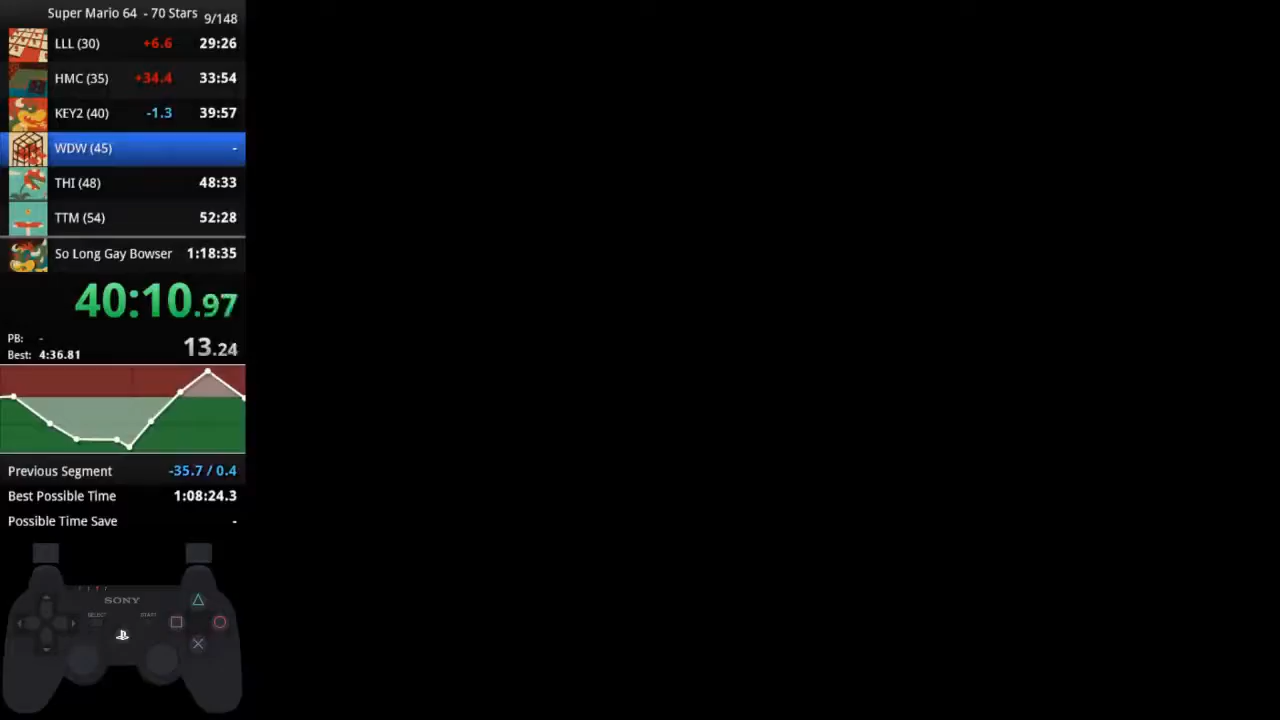 Super Mario 64 - 70 Stars 9/148
LLL (30) +6.6 29:26
HMC (35) +34.4 33:54
KEY2 (40) -1.3 39:57
WDW (45) -
THI (48) 48:33
TTM (54) 52:28
So Long Gay Bowser 1:18:35
40:10.97
PB: - 13.24
Best: 4:36.81
Previous Segment -35.7 / 0.4
Best Possible Time 1:08:24.3
Possible Time Save -
SONY
SELECT START